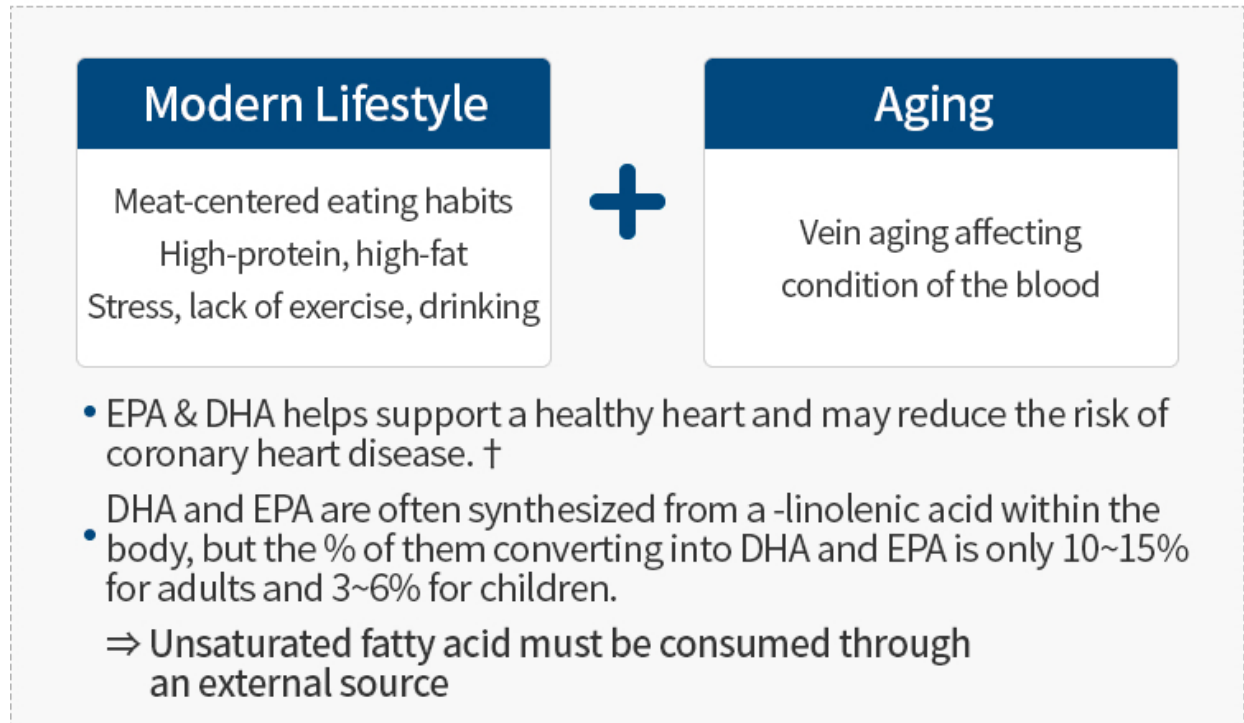 Modern Lifestyle
Meat-centered eating habits
High-protein, high-fat
Stress, lack of exercise, drinking
+
Aging
Vein aging affecting
condition of the blood
• EPA & DHA helps support a healthy heart and may reduce the risk of
coronary heart disease. †
• DHA and EPA are often synthesized from a -linolenic acid within the
body, but the % of them converting into DHA and EPA is only 10~15%
for adults and 3~6% for children.
⇒ Unsaturated fatty acid must be consumed through
an external source